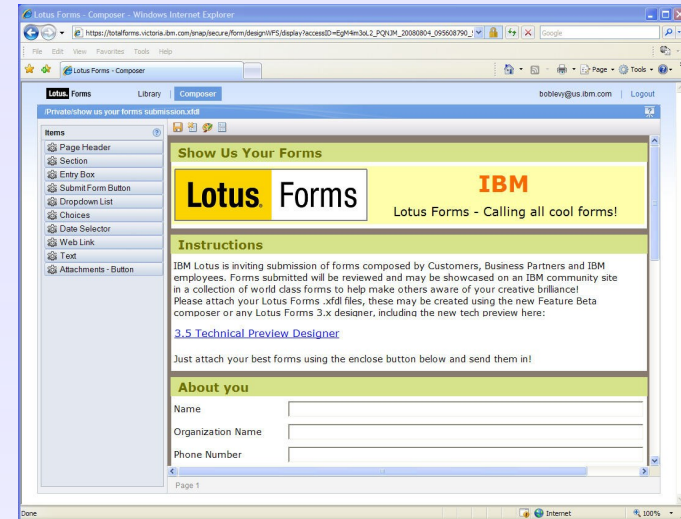 Lotus Forms - Composer - Windows Internet Explorer
https://totalforms.victoria.ibm.com/snap/secure/form/designWFS/display?accessID=EgM4m3oL2_PQNJM_20080804_095608790_
Google
File Edit View Favorites Tools Help
Lotus Forms - Composer
Page Tools
Lotus. Forms Library Composer boblevy@us.ibm.com | Logout
/Private/show us your forms submission.xfdl
Items
Page Header
Section
Entry Box
Submit Form Button
Dropdown List
Choices
Date Selector
Web Link
Text
Attachments - Button
Show Us Your Forms
Lotus. Forms
IBM
Lotus Forms - Calling all cool forms!
Instructions
IBM Lotus is inviting submission of forms composed by Customers, Business Partners and IBM
employees. Forms submitted will be reviewed and may be showcased on an IBM community site
in a collection of world class forms to help make others aware of your creative brilliance!
Please attach your Lotus Forms .xfdl files, these may be created using the new Feature Beta
composer or any Lotus Forms 3.x designer, including the new tech preview here:
3.5 Technical Preview Designer
Just attach your best forms using the enclose button below and send them in!
About you
Name
Organization Name
Phone Number
Page 1
Done Internet 100%